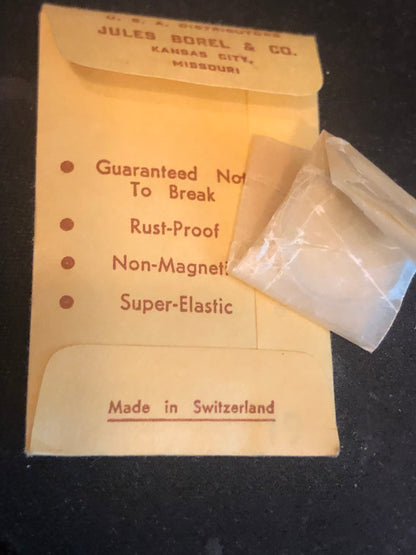 U. S. A. DISTRIBUTORS
JULES BOREL & CO.
KANSAS CITY,
MISSOURI
Guaranteed Not
To Break
Rust-Proof
Non-Magneti
Super-Elastic
Made in Switzerland